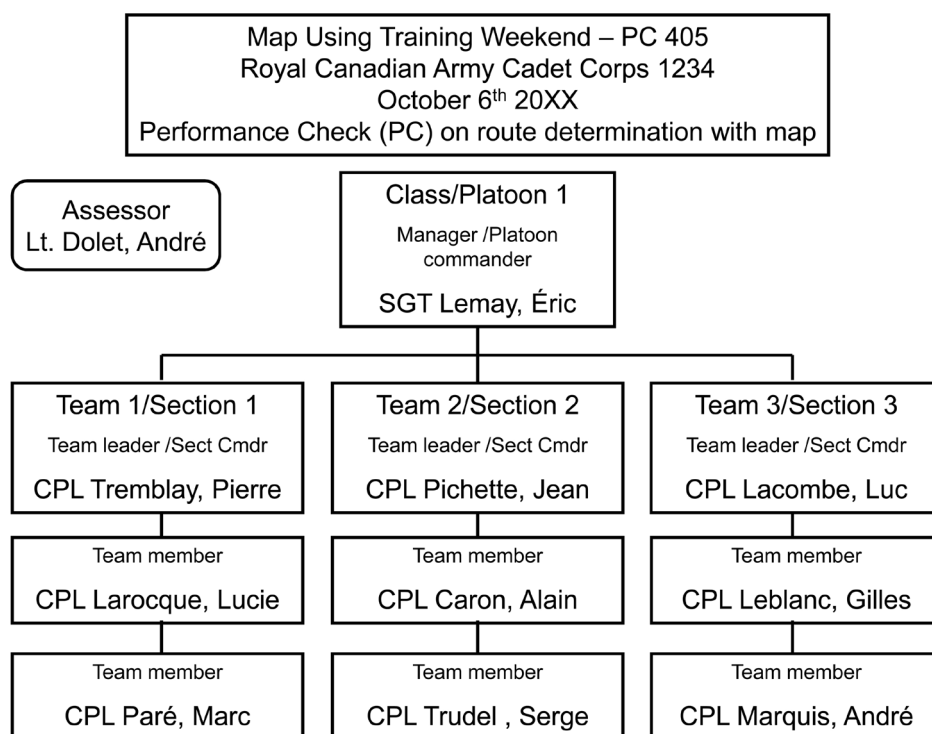 Map Using Training Weekend – PC 405
Royal Canadian Army Cadet Corps 1234
October 6th 20XX
Performance Check (PC) on route determination with map
Assessor
Lt. Dolet, André
Class/Platoon 1
Manager /Platoon
commander
SGT Lemay, Éric
Team 1/Section 1
Team leader /Sect Cmdr
CPL Tremblay, Pierre
Team member
CPL Larocque, Lucie
Team member
CPL Paré, Marc
Team 2/Section 2
Team leader /Sect Cmdr
CPL Pichette, Jean
Team member
CPL Caron, Alain
Team member
CPL Trudel , Serge
Team 3/Section 3
Team leader /Sect Cmdr
CPL Lacombe, Luc
Team member
CPL Leblanc, Gilles
Team member
CPL Marquis, André